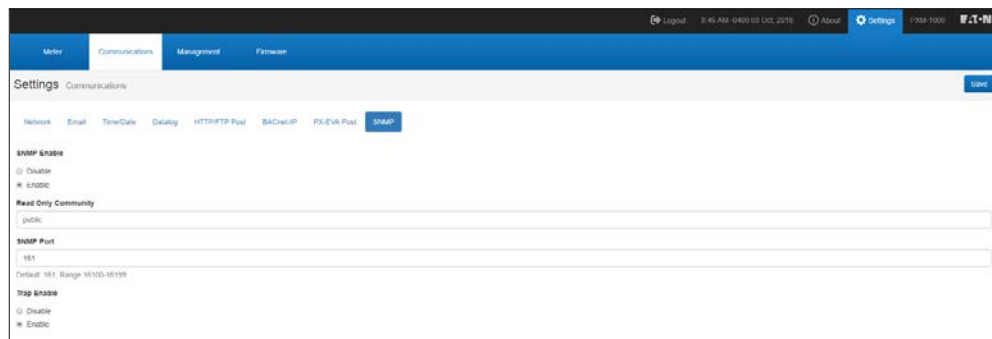 Logout 8:46 AM -0400 03 Oct, 2018 About Settings PXM-1000 EATON
Meter Communications Management Firmware
Settings Communications Save
Network Email Time/Date Datalog HTTP/FTP Post BACnet-IP PX-EVA Post SNMP
SNMP Enable
Disable
Enable
Read Only Community
public
SNMP Port
161
Default: 161, Range 16100-16199
Trap Enable
Disable
Enable